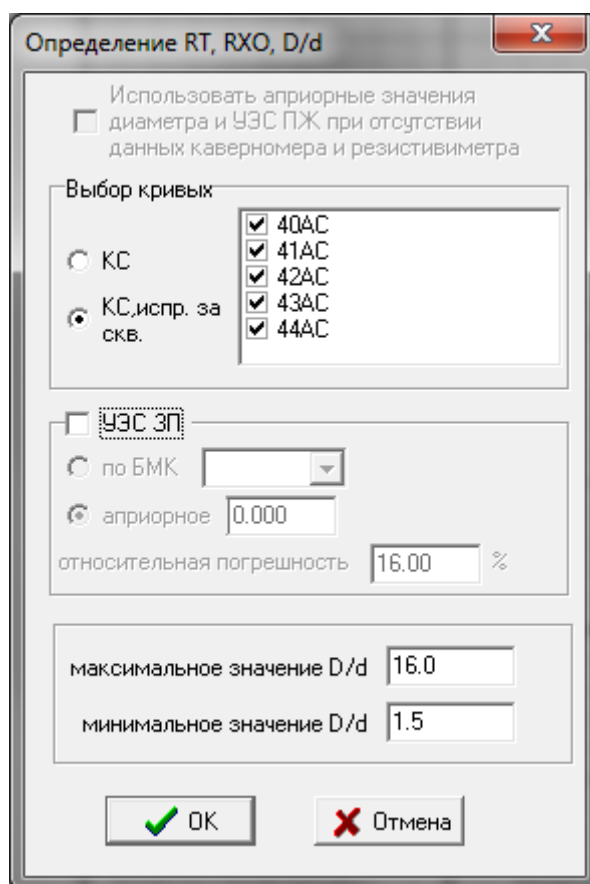 Определение RT, RXO, D/d
Использовать априорные значения
диаметра и УЭС ПЖ при отсутствии
данных каверномера и резистивиметра
Выбор кривых
КС
КС,испр. за
скв.
40АС
41АС
42АС
43АС
44АС
УЭС ЗП
по БМК
априорное 0.000
относительная погрешность 16.00 %
максимальное значение D/d 16.0
минимальное значение D/d 1.5
OK
Отмена